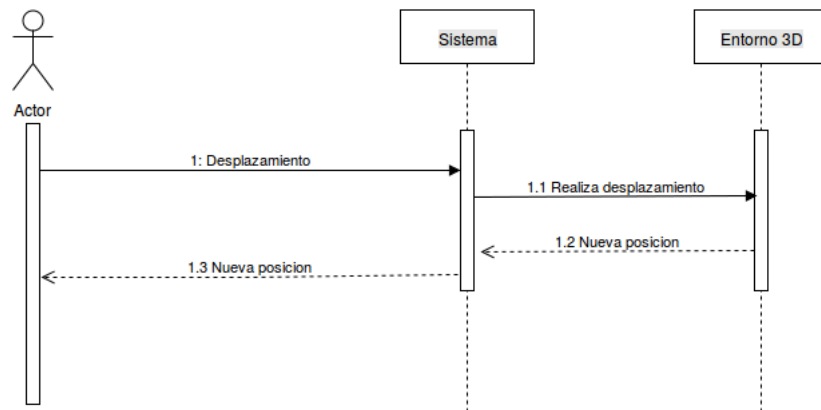 Sistema
Entorno 3D
Actor
1: Desplazamiento
1.1 Realiza desplazamiento
1.2 Nueva posicion
1.3 Nueva posicion